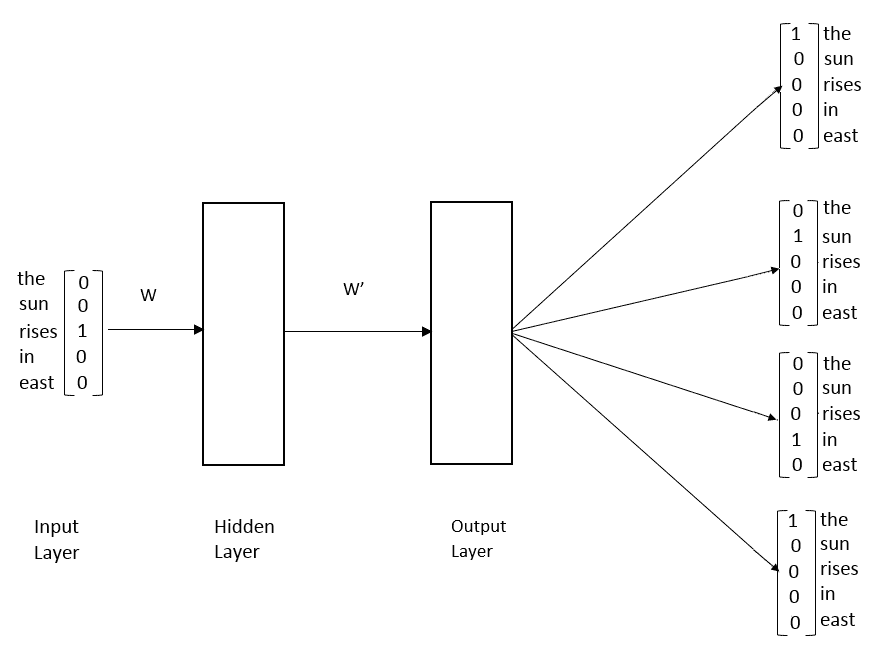 the 0
sun 0
rises 1
in 0
east 0
W
W’
Input
Layer
Hidden
Layer
Output
Layer
1 the
0 sun
0 rises
0 in
0 east
0 the
1 sun
0 rises
0 in
0 east
0 the
0 sun
0 rises
1 in
0 east
1 the
0 sun
0 rises
0 in
0 east